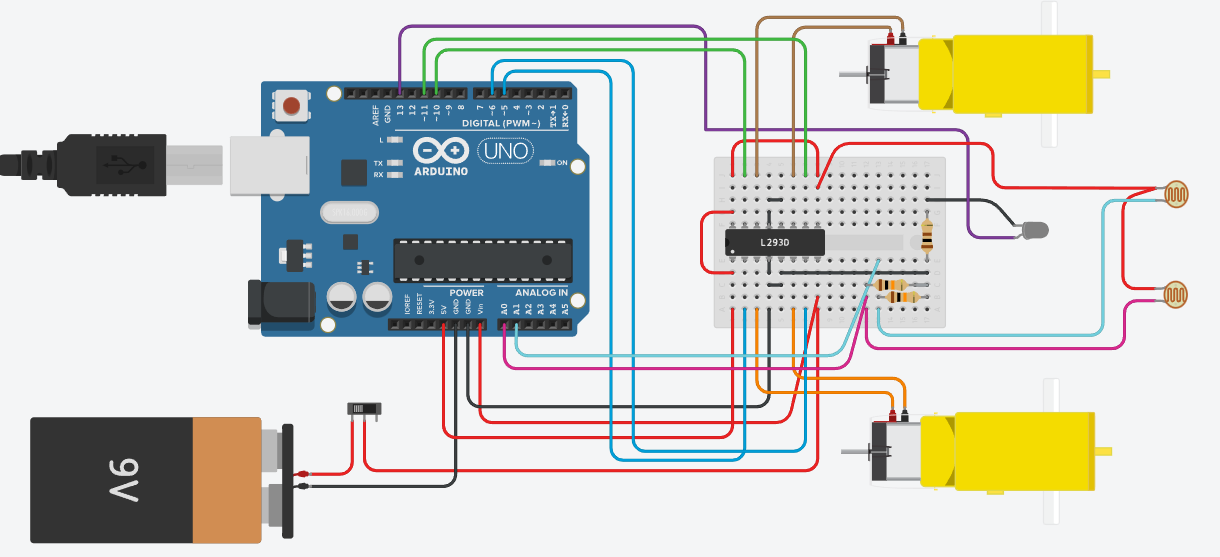 AREF
GND
13
12
~11
~10
~9
8
7
~6
~5
4
~3
2
TX→1
RX←0
DIGITAL (PWM~)
L
TX
RX
UNO
ON
ARDUINO
L293D
POWER
ANALOG IN
IOREF
RESET
3.3V
5V
GND
GND
Vin
A0
A1
A2
A3
A4
A5
9V